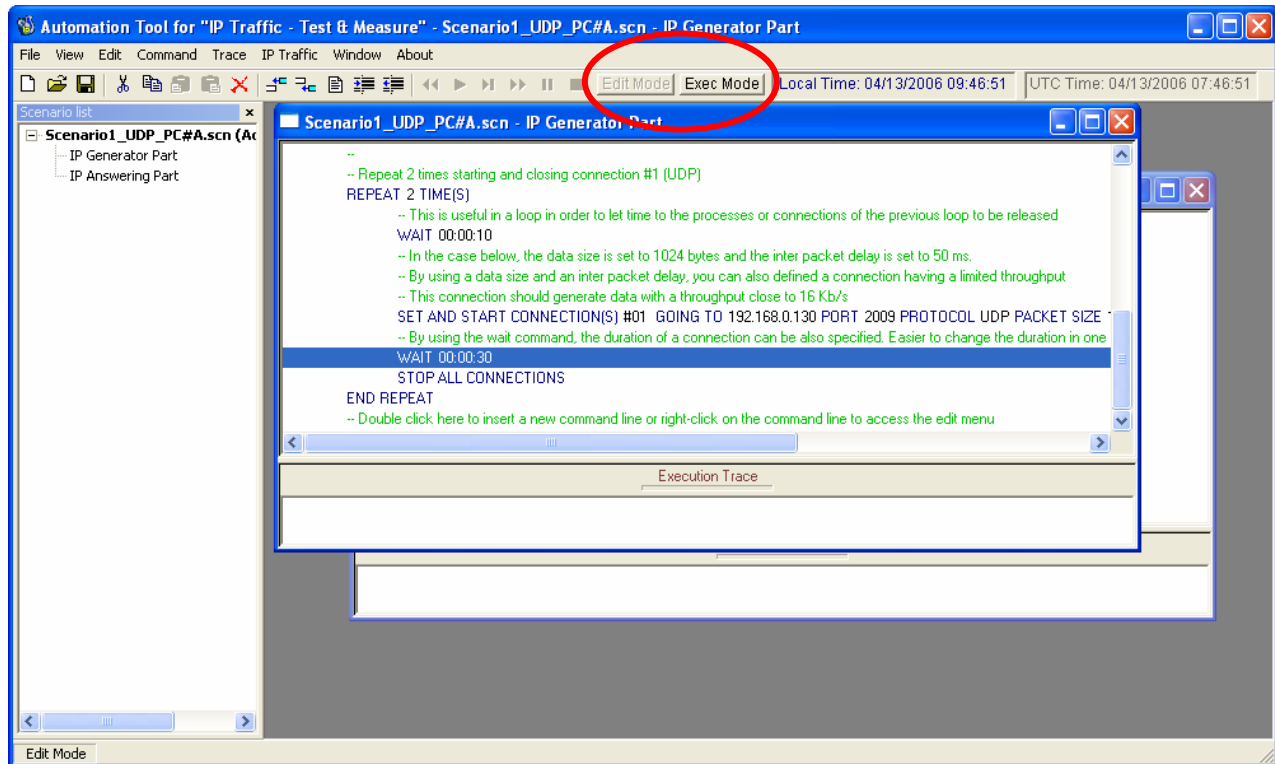 Automation Tool for "IP Traffic - Test & Measure" - Scenario1_UDP_PC#A.scn - IP Generator Part
File View Edit Command Trace IP Traffic Window About
Edit Mode Exec Mode Local Time: 04/13/2006 09:46:51 UTC Time: 04/13/2006 07:46:51
Scenario list
Scenario1_UDP_PC#A.scn (Ac
IP Generator Part
IP Answering Part
Scenario1_UDP_PC#A.scn - IP Generator Part
--
-- Repeat 2 times starting and closing connection #1 (UDP)
REPEAT 2 TIME(S)
-- This is useful in a loop in order to let time to the processes or connections of the previous loop to be released
WAIT 00:00:10
-- In the case below, the data size is set to 1024 bytes and the inter packet delay is set to 50 ms.
-- By using a data size and an inter packet delay, you can also defined a connection having a limited throughput
-- This connection should generate data with a throughput close to 16 Kb/s
SET AND START CONNECTION(S) #01 GOING TO 192.168.0.130 PORT 2009 PROTOCOL UDP PACKET SIZE
-- By using the wait command, the duration of a connection can be also specified. Easier to change the duration in one
WAIT 00:00:30
STOP ALL CONNECTIONS
END REPEAT
-- Double click here to insert a new command line or right-click on the command line to access the edit menu
Execution Trace
Edit Mode